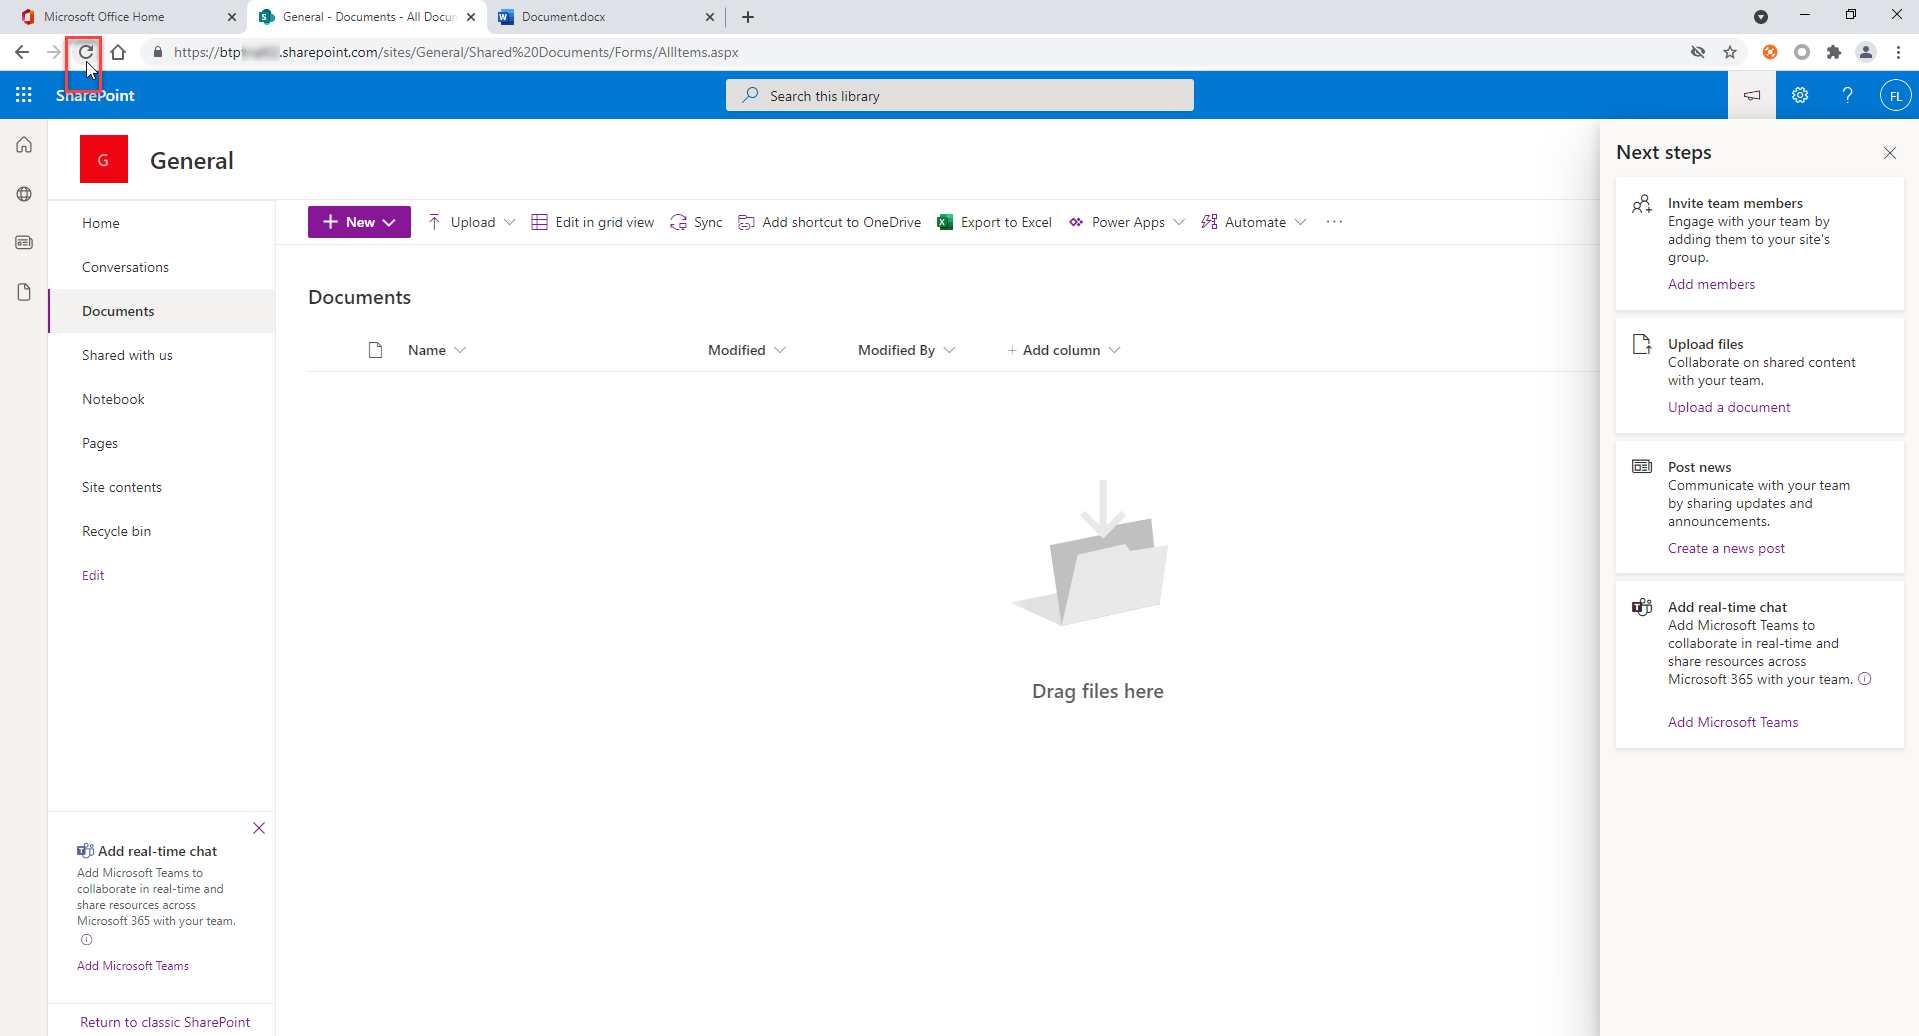 Microsoft Office Home
General - Documents - All Docun
Document.docx
https://btp .sharepoint.com/sites/General/Shared%20Documents/Forms/AllItems.aspx
SharePoint
Search this library
FL
G
General
Next steps
Home
Conversations
Documents
Shared with us
Notebook
Pages
Site contents
Recycle bin
Edit
New
Upload
Edit in grid view
Sync
Add shortcut to OneDrive
Export to Excel
Power Apps
Automate
Documents
Name
Modified
Modified By
Add column
Drag files here
Invite team members
Engage with your team by
adding them to your site's
group.
Add members
Upload files
Collaborate on shared content
with your team.
Upload a document
Post news
Communicate with your team
by sharing updates and
announcements.
Create a news post
Add real-time chat
Add Microsoft Teams to
collaborate in real-time and
share resources across
Microsoft 365 with your team.
Add Microsoft Teams
Add real-time chat
Add Microsoft Teams to
collaborate in real-time and
share resources across
Microsoft 365 with your team.
Add Microsoft Teams
Return to classic SharePoint